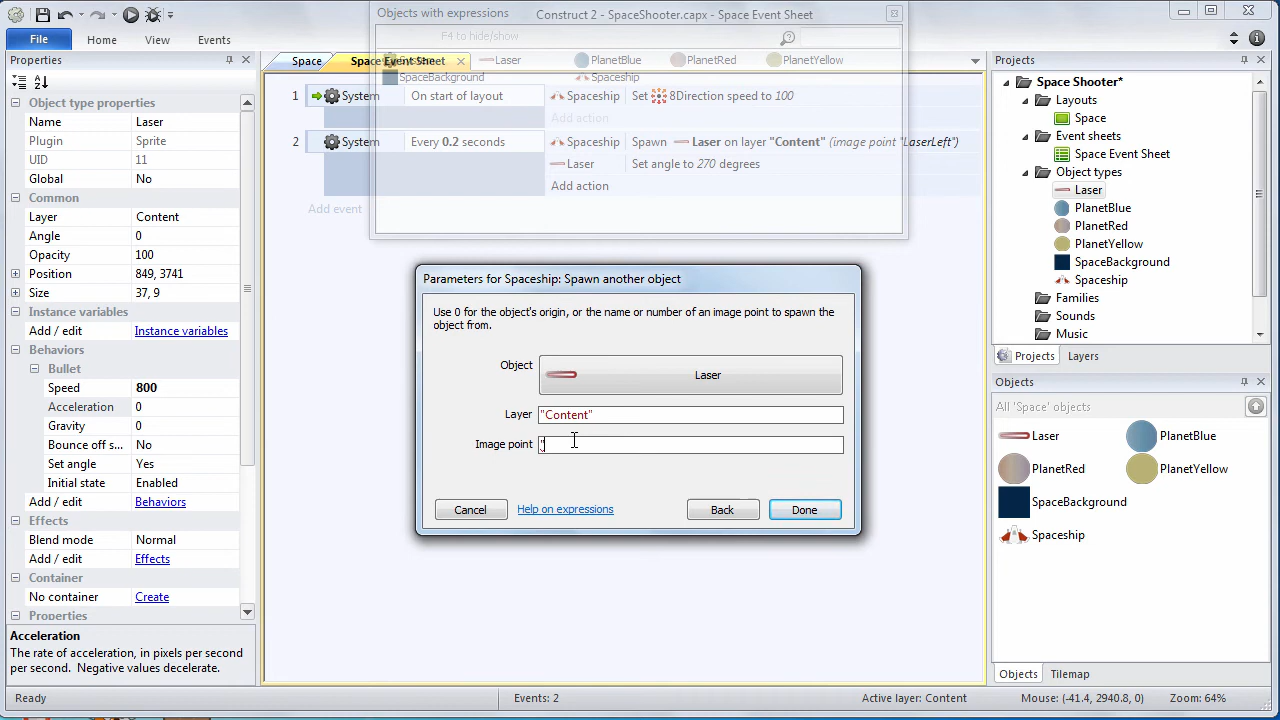 Construct 2 - SpaceShooter.capx - Space Event Sheet
File
Home
View
Events
Properties
Object type properties
Name Laser
Plugin Sprite
UID 11
Global No
Common
Layer Content
Angle 0
Opacity 100
Position 849, 3741
Size 37, 9
Instance variables
Add / edit Instance variables
Behaviors
Bullet
Speed 800
Acceleration 0
Gravity 0
Bounce off s... No
Set angle Yes
Initial state Enabled
Add / edit Behaviors
Effects
Blend mode Normal
Add / edit Effects
Container
No container Create
Properties
Acceleration
The rate of acceleration, in pixels per second per second.  Negative values decelerate.
Objects with expressions
F4 to hide/show
Laser
PlanetBlue
PlanetRed
PlanetYellow
SpaceBackground
Spaceship
Space
Space Event Sheet
1 System On start of layout Spaceship Set 8Direction speed to 100
Add action
2 System Every 0.2 seconds Spaceship Spawn Laser on layer "Content" (image point "LaserLeft")
Laser Set angle to 270 degrees
Add action
Add event
Parameters for Spaceship: Spawn another object
Use 0 for the object's origin, or the name or number of an image point to spawn the
object from.
Object Laser
Layer "Content"
Image point "
Cancel
Help on expressions
Back
Done
Projects
Space Shooter*
Layouts
Space
Event sheets
Space Event Sheet
Object types
Laser
PlanetBlue
PlanetRed
PlanetYellow
SpaceBackground
Spaceship
Families
Sounds
Music
Projects Layers
Objects
All 'Space' objects
Laser
PlanetBlue
PlanetRed
PlanetYellow
SpaceBackground
Spaceship
Objects Tilemap
Ready
Events: 2
Active layer: Content
Mouse: (-41.4, 2940.8, 0)
Zoom: 64%